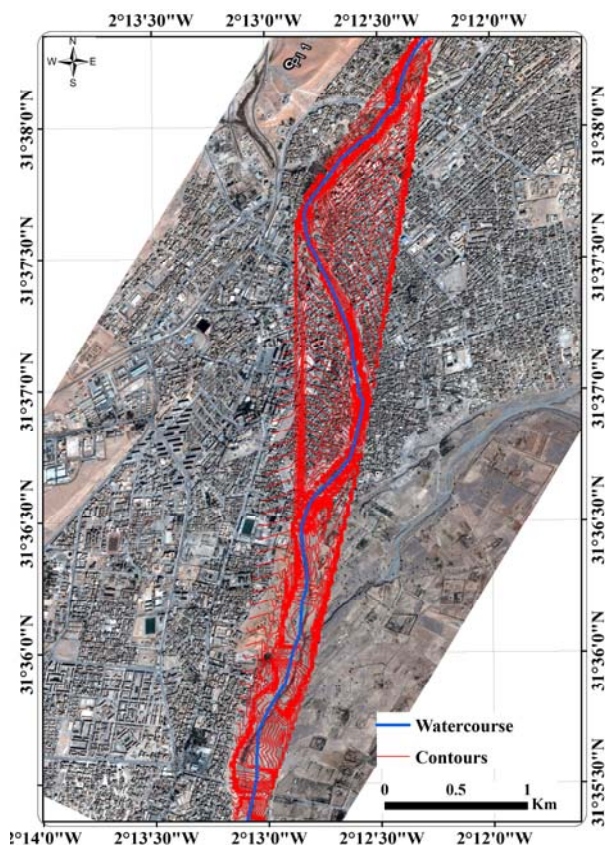 2°13'30"W 2°13'0"W 2°12'30"W 2°12'0"W
N
W E
S
31°38'0"N 31°38'0"N
31°37'30"N 31°37'30"N
31°37'0"N 31°37'0"N
31°36'30"N 31°36'30"N
31°36'0"N 31°36'0"N
31°35'30"N 31°35'30"N
Watercourse
Contours
0 0.5 1
Km
2°14'0"W 2°13'30"W 2°13'0"W 2°12'30"W 2°12'0"W